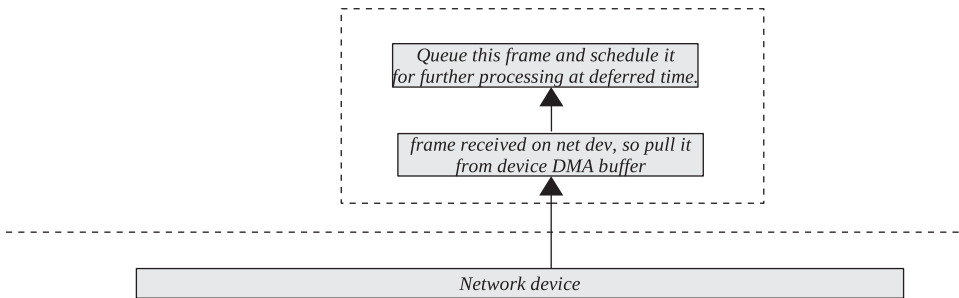 Queue this frame and schedule it
for further processing at deferred time.
frame received on net dev, so pull it
from device DMA buffer
Network device